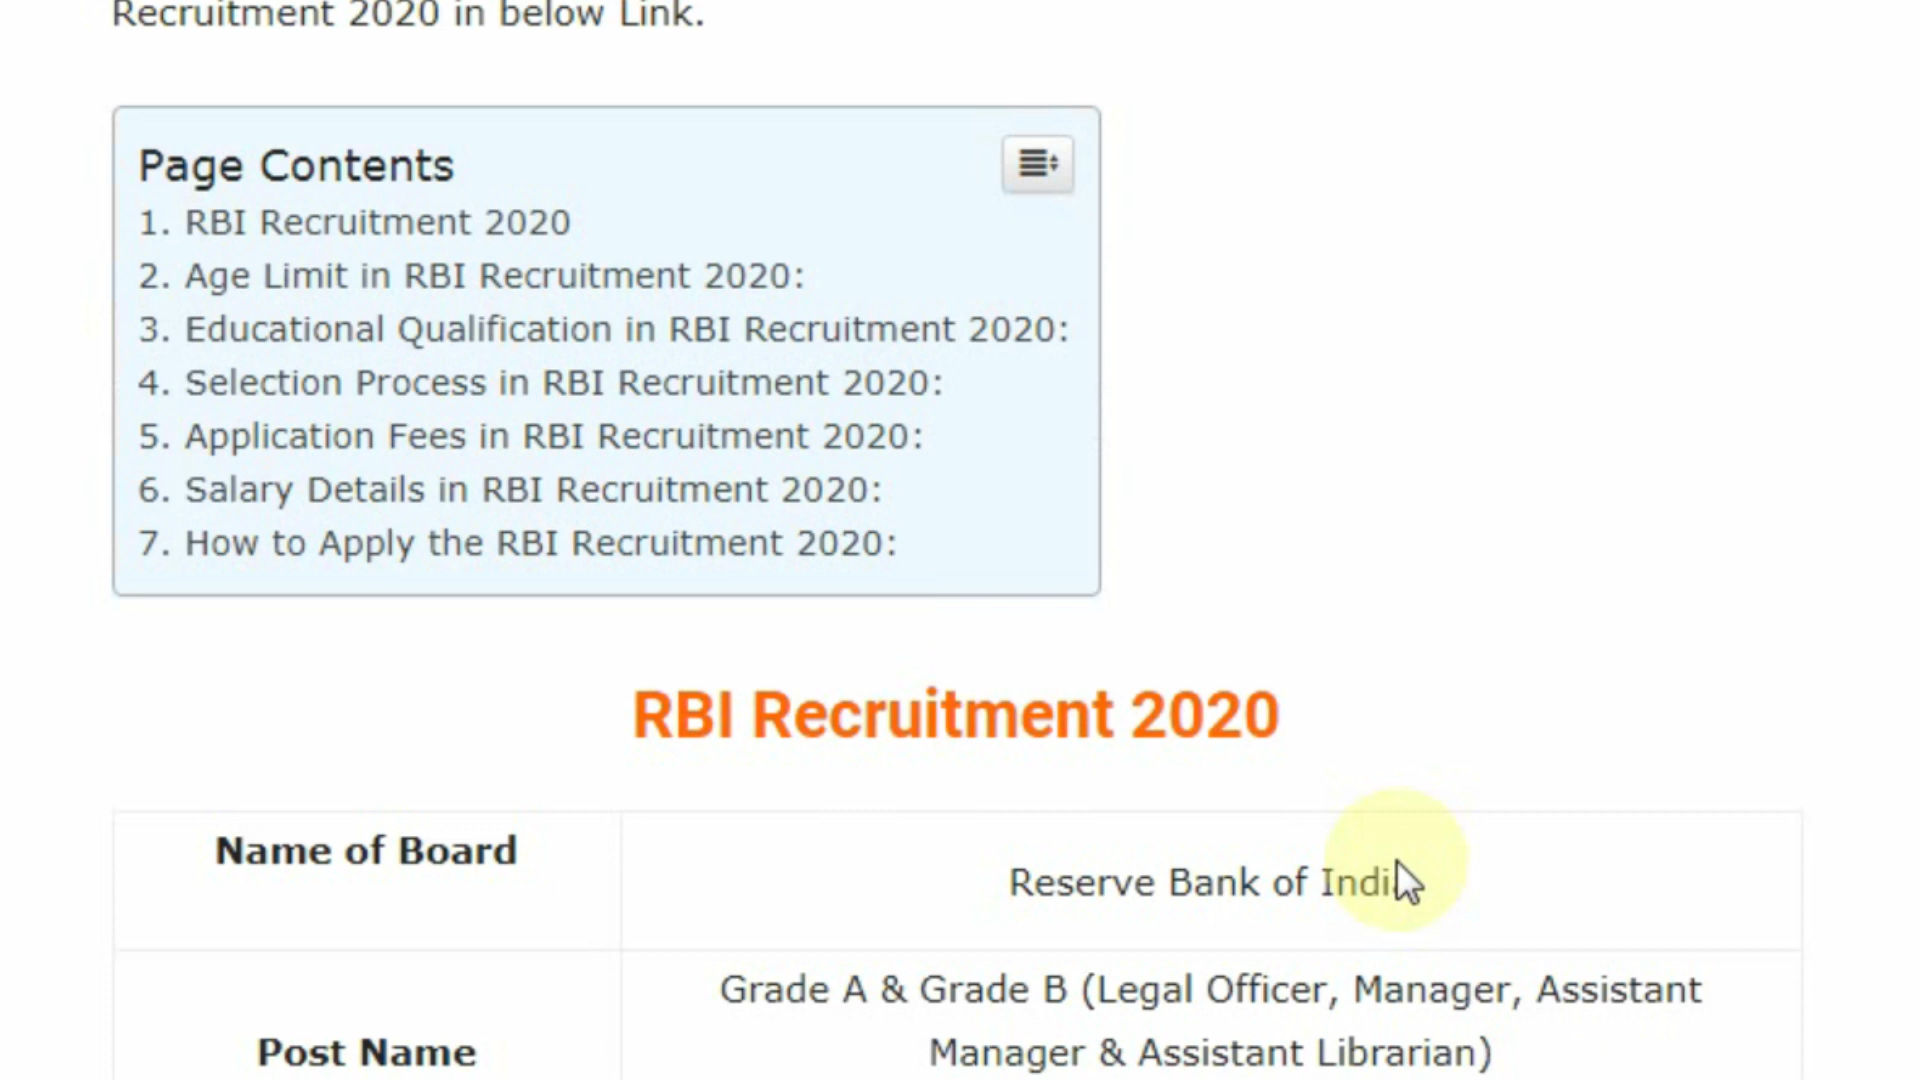 Recruitment 2020 in below Link.
Page Contents
1. RBI Recruitment 2020
2. Age Limit in RBI Recruitment 2020:
3. Educational Qualification in RBI Recruitment 2020:
4. Selection Process in RBI Recruitment 2020:
5. Application Fees in RBI Recruitment 2020:
6. Salary Details in RBI Recruitment 2020:
7. How to Apply the RBI Recruitment 2020:
RBI Recruitment 2020
Name of Board
Reserve Bank of India
Post Name
Grade A & Grade B (Legal Officer, Manager, Assistant
Manager & Assistant Librarian)